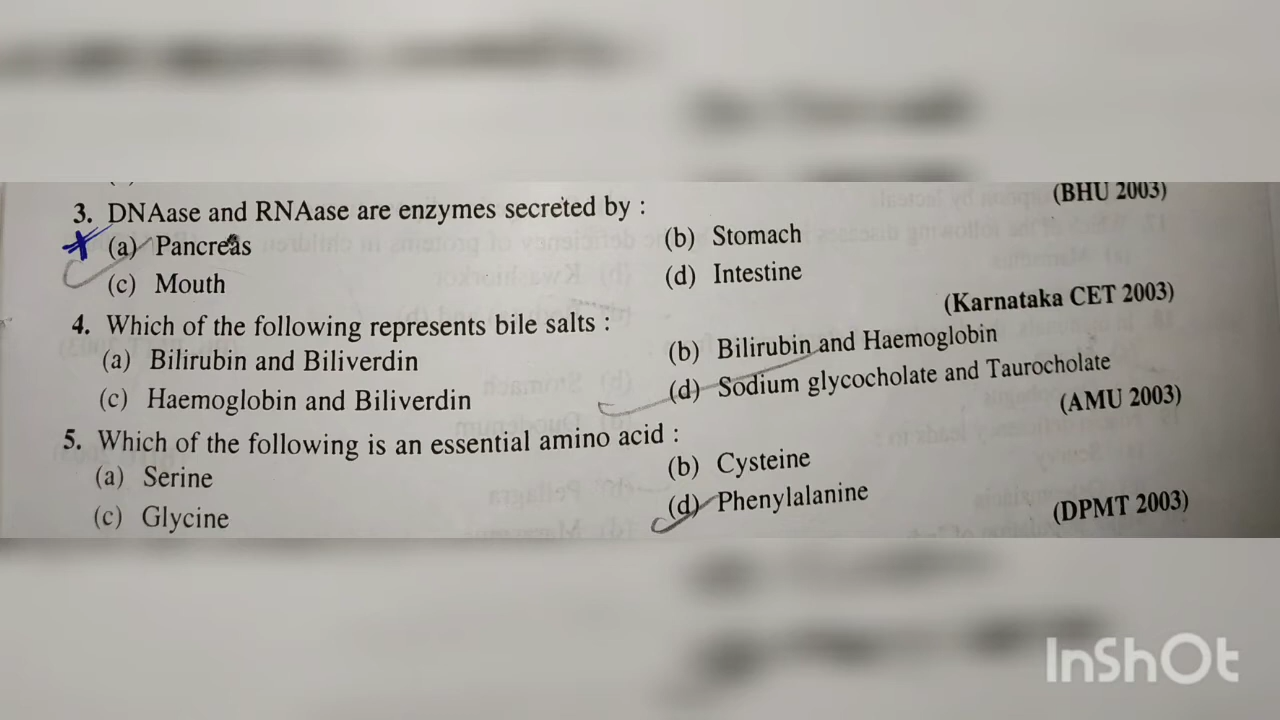 (BHU 2003)
3. DNAase and RNAase are enzymes secreted by :
(a) Pancreas (b) Stomach
(c) Mouth (d) Intestine
(Karnataka CET 2003)
4. Which of the following represents bile salts :
(a) Bilirubin and Biliverdin (b) Bilirubin and Haemoglobin
(c) Haemoglobin and Biliverdin (d) Sodium glycocholate and Taurocholate
(AMU 2003)
5. Which of the following is an essential amino acid :
(a) Serine (b) Cysteine
(c) Glycine (d) Phenylalanine
(DPMT 2003)
InShOt